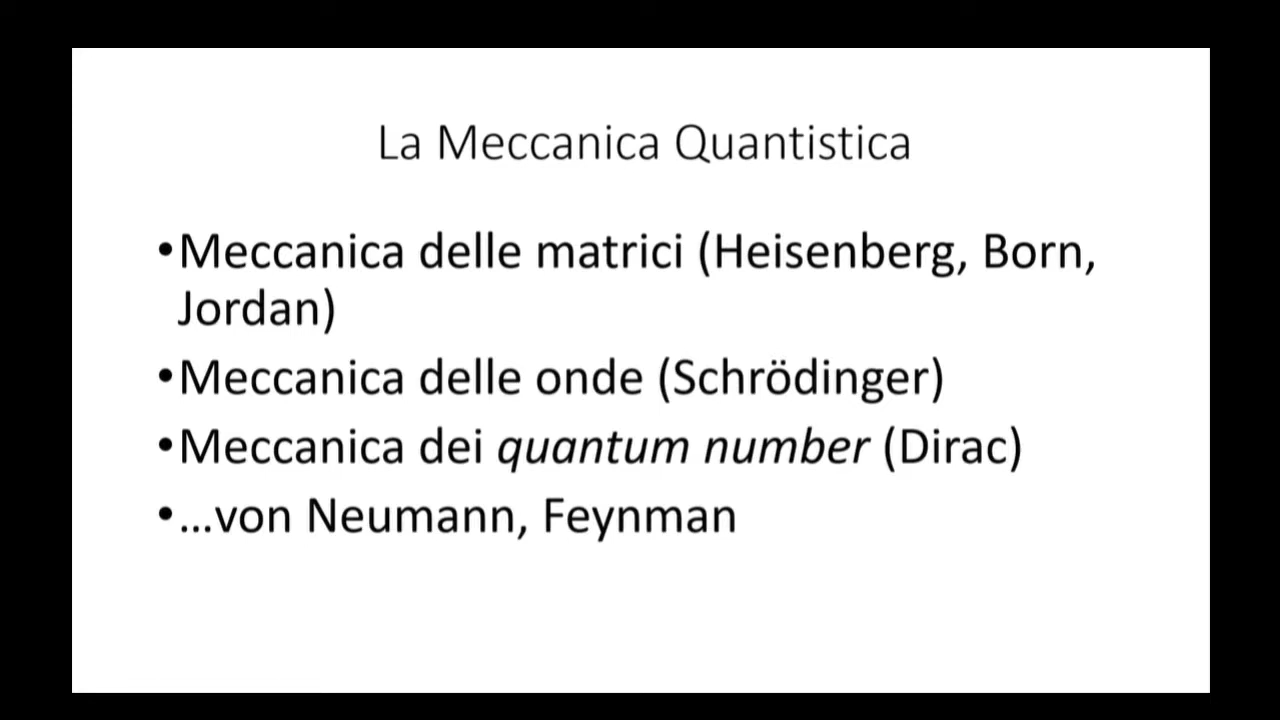 La Meccanica Quantistica
•Meccanica delle matrici (Heisenberg, Born,
Jordan)
•Meccanica delle onde (Schrödinger)
•Meccanica dei quantum number (Dirac)
•...von Neumann, Feynman